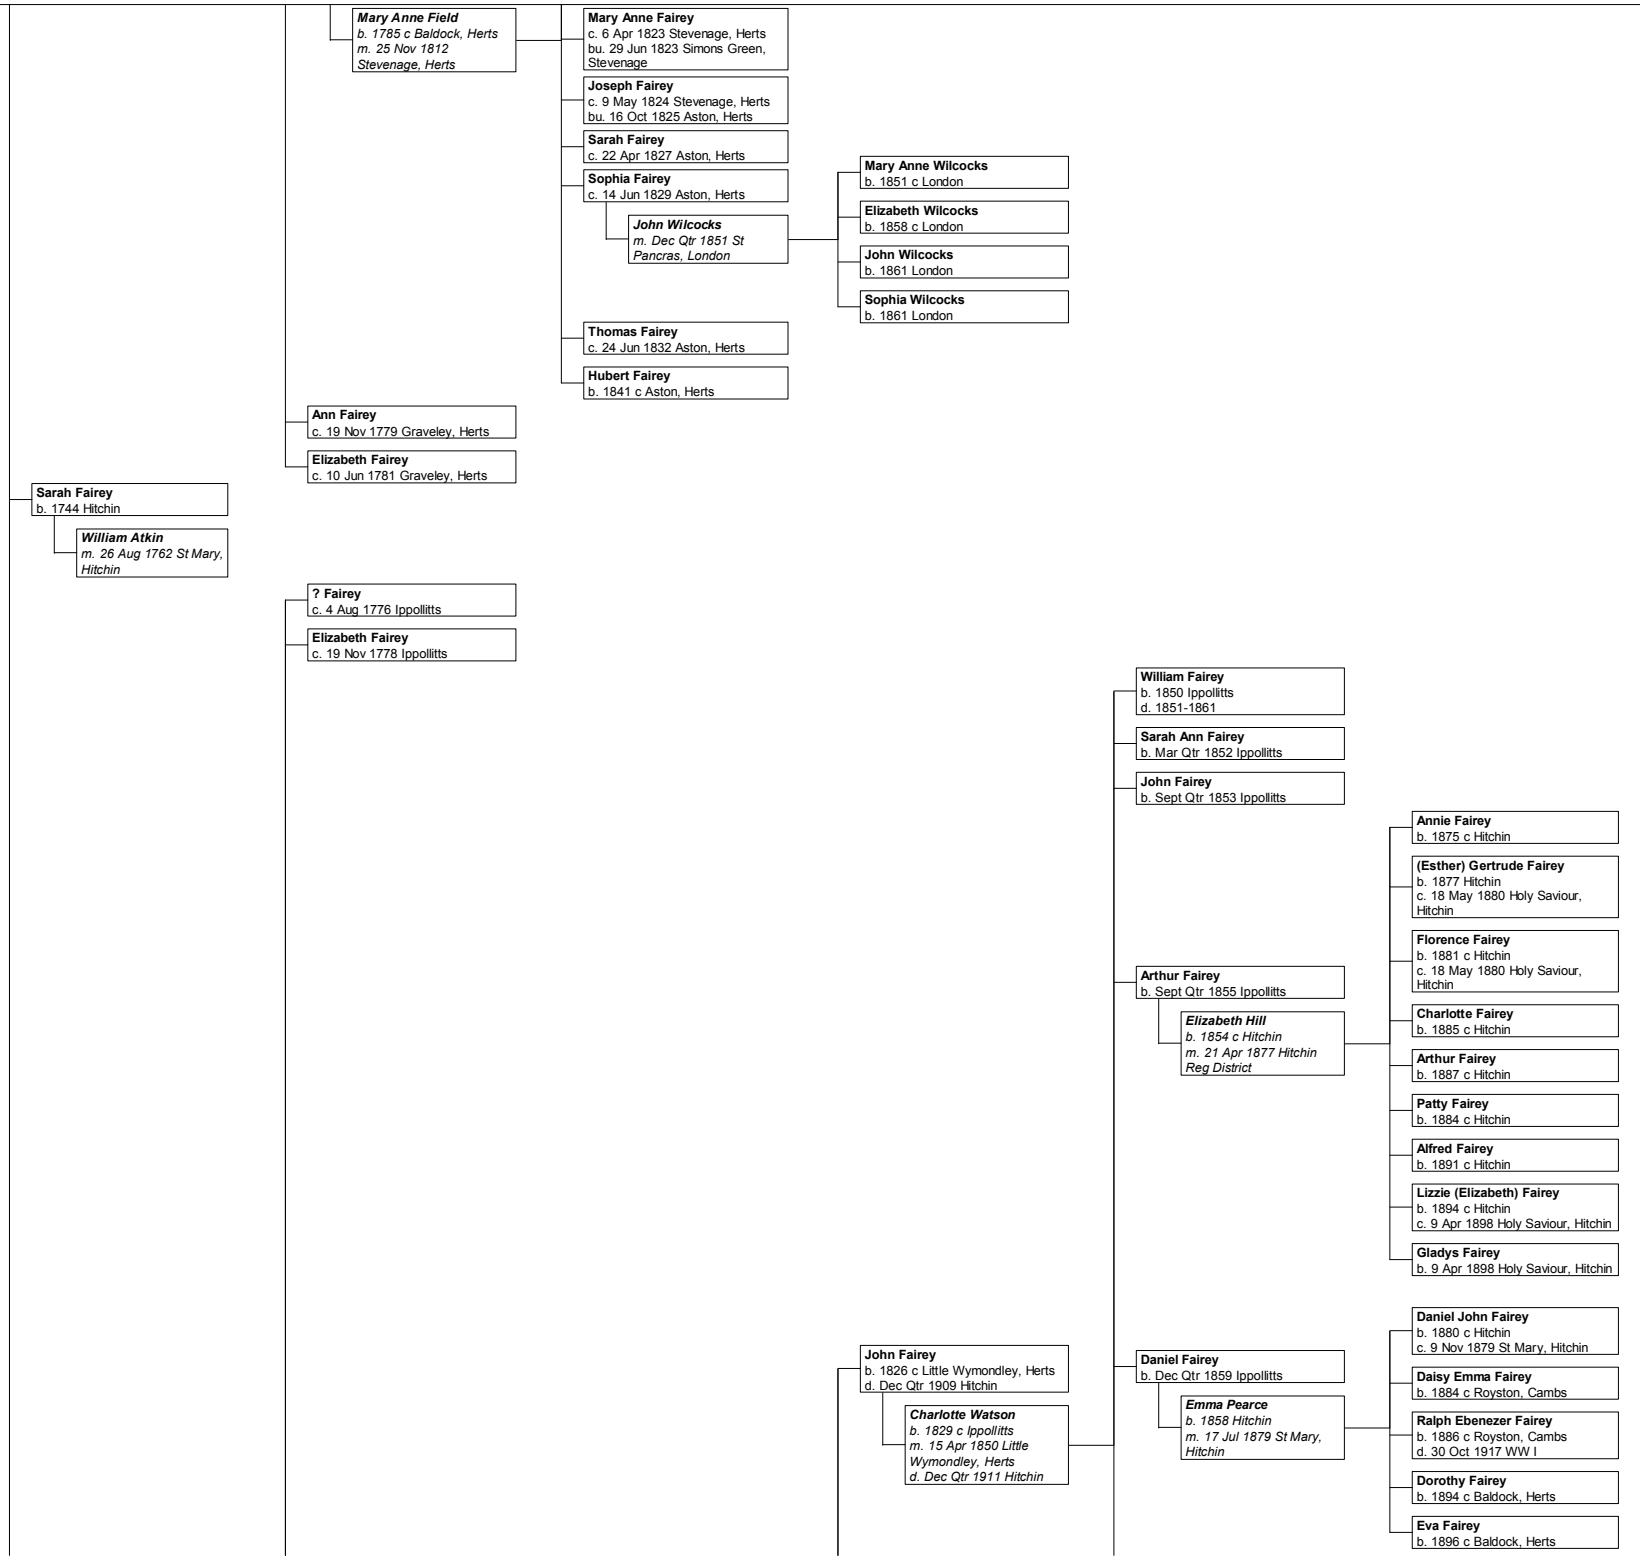 Mary Anne Field
b. 1785 c Baldock, Herts
m. 25 Nov 1812
Stevenage, Herts
Mary Anne Fairey
c. 6 Apr 1823 Stevenage, Herts
bu. 29 Jun 1823 Simons Green,
Stevenage
Joseph Fairey
c. 9 May 1824 Stevenage, Herts
bu. 16 Oct 1825 Aston, Herts
Sarah Fairey
c. 22 Apr 1827 Aston, Herts
Sophia Fairey
c. 14 Jun 1829 Aston, Herts
John Wilcocks
m. Dec Qtr 1851 St
Pancras, London
Mary Anne Wilcocks
b. 1851 c London
Elizabeth Wilcocks
b. 1858 c London
John Wilcocks
b. 1861 London
Sophia Wilcocks
b. 1861 London
Thomas Fairey
c. 24 Jun 1832 Aston, Herts
Hubert Fairey
b. 1841 c Aston, Herts
Ann Fairey
c. 19 Nov 1779 Graveley, Herts
Elizabeth Fairey
c. 10 Jun 1781 Graveley, Herts
Sarah Fairey
b. 1744 Hitchin
William Atkin
m. 26 Aug 1762 St Mary,
Hitchin
? Fairey
c. 4 Aug 1776 Ippollitts
Elizabeth Fairey
c. 19 Nov 1778 Ippollitts
William Fairey
b. 1850 Ippollitts
d. 1851-1861
Sarah Ann Fairey
b. Mar Qtr 1852 Ippollitts
John Fairey
b. Sept Qtr 1853 Ippollitts
Arthur Fairey
b. Sept Qtr 1855 Ippollitts
Elizabeth Hill
b. 1854 c Hitchin
m. 21 Apr 1877 Hitchin
Reg District
Annie Fairey
b. 1875 c Hitchin
(Esther) Gertrude Fairey
b. 1877 Hitchin
c. 18 May 1880 Holy Saviour,
Hitchin
Florence Fairey
b. 1881 c Hitchin
c. 18 May 1880 Holy Saviour,
Hitchin
Charlotte Fairey
b. 1885 c Hitchin
Arthur Fairey
b. 1887 c Hitchin
Patty Fairey
b. 1884 c Hitchin
Alfred Fairey
b. 1891 c Hitchin
Lizzie (Elizabeth) Fairey
b. 1894 c Hitchin
c. 9 Apr 1898 Holy Saviour, Hitchin
Gladys Fairey
b. 9 Apr 1898 Holy Saviour, Hitchin
John Fairey
b. 1826 c Little Wymondley, Herts
d. Dec Qtr 1909 Hitchin
Charlotte Watson
b. 1829 c Ippollitts
m. 15 Apr 1850 Little
Wymondley, Herts
d. Dec Qtr 1911 Hitchin
Daniel Fairey
b. Dec Qtr 1859 Ippollitts
Emma Pearce
b. 1858 Hitchin
m. 17 Jul 1879 St Mary,
Hitchin
Daniel John Fairey
b. 1880 c Hitchin
c. 9 Nov 1879 St Mary, Hitchin
Daisy Emma Fairey
b. 1884 c Royston, Cambs
Ralph Ebenezer Fairey
b. 1886 c Royston, Cambs
d. 30 Oct 1917 WW I
Dorothy Fairey
b. 1894 c Baldock, Herts
Eva Fairey
b. 1896 c Baldock, Herts